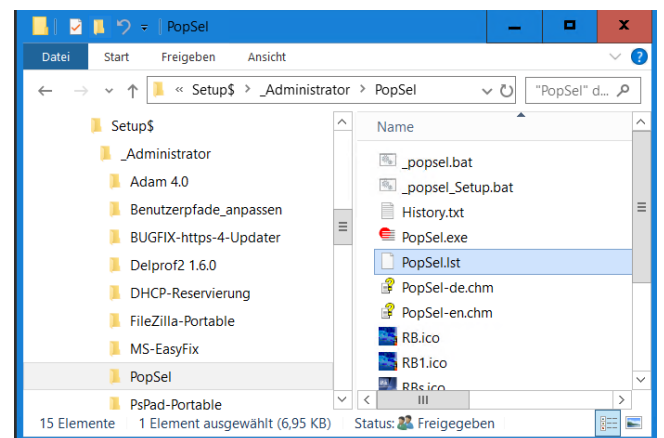 PopSel
Datei Start Freigeben Ansicht
« Setup$ > _Administrator > PopSel
"PopSel" d...
Setup$
_Administrator
Adam 4.0
Benutzerpfade_anpassen
BUGFIX-https-4-Updater
Delprof2 1.6.0
DHCP-Reservierung
FileZilla-Portable
MS-EasyFix
PopSel
PsPad-Portable
Name
_popsel.bat
_popsel_Setup.bat
History.txt
PopSel.exe
PopSel.lst
PopSel-de.chm
PopSel-en.chm
RB.ico
RB1.ico
RBs.ico
15 Elemente 1 Element ausgewählt (6,95 KB) Status: Freigegeben